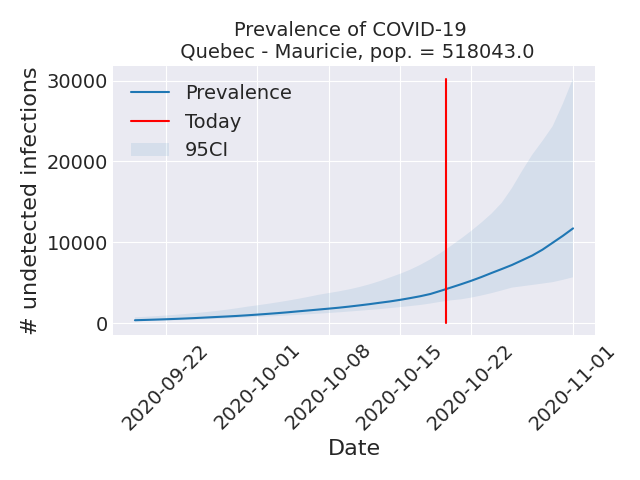 Prevalence of COVID-19
Quebec - Mauricie, pop. = 518043.0
30000
20000
10000
0
# undetected infections
Prevalence
Today
95CI
2020-09-22
2020-10-01
2020-10-08
2020-10-15
2020-10-22
2020-11-01
Date